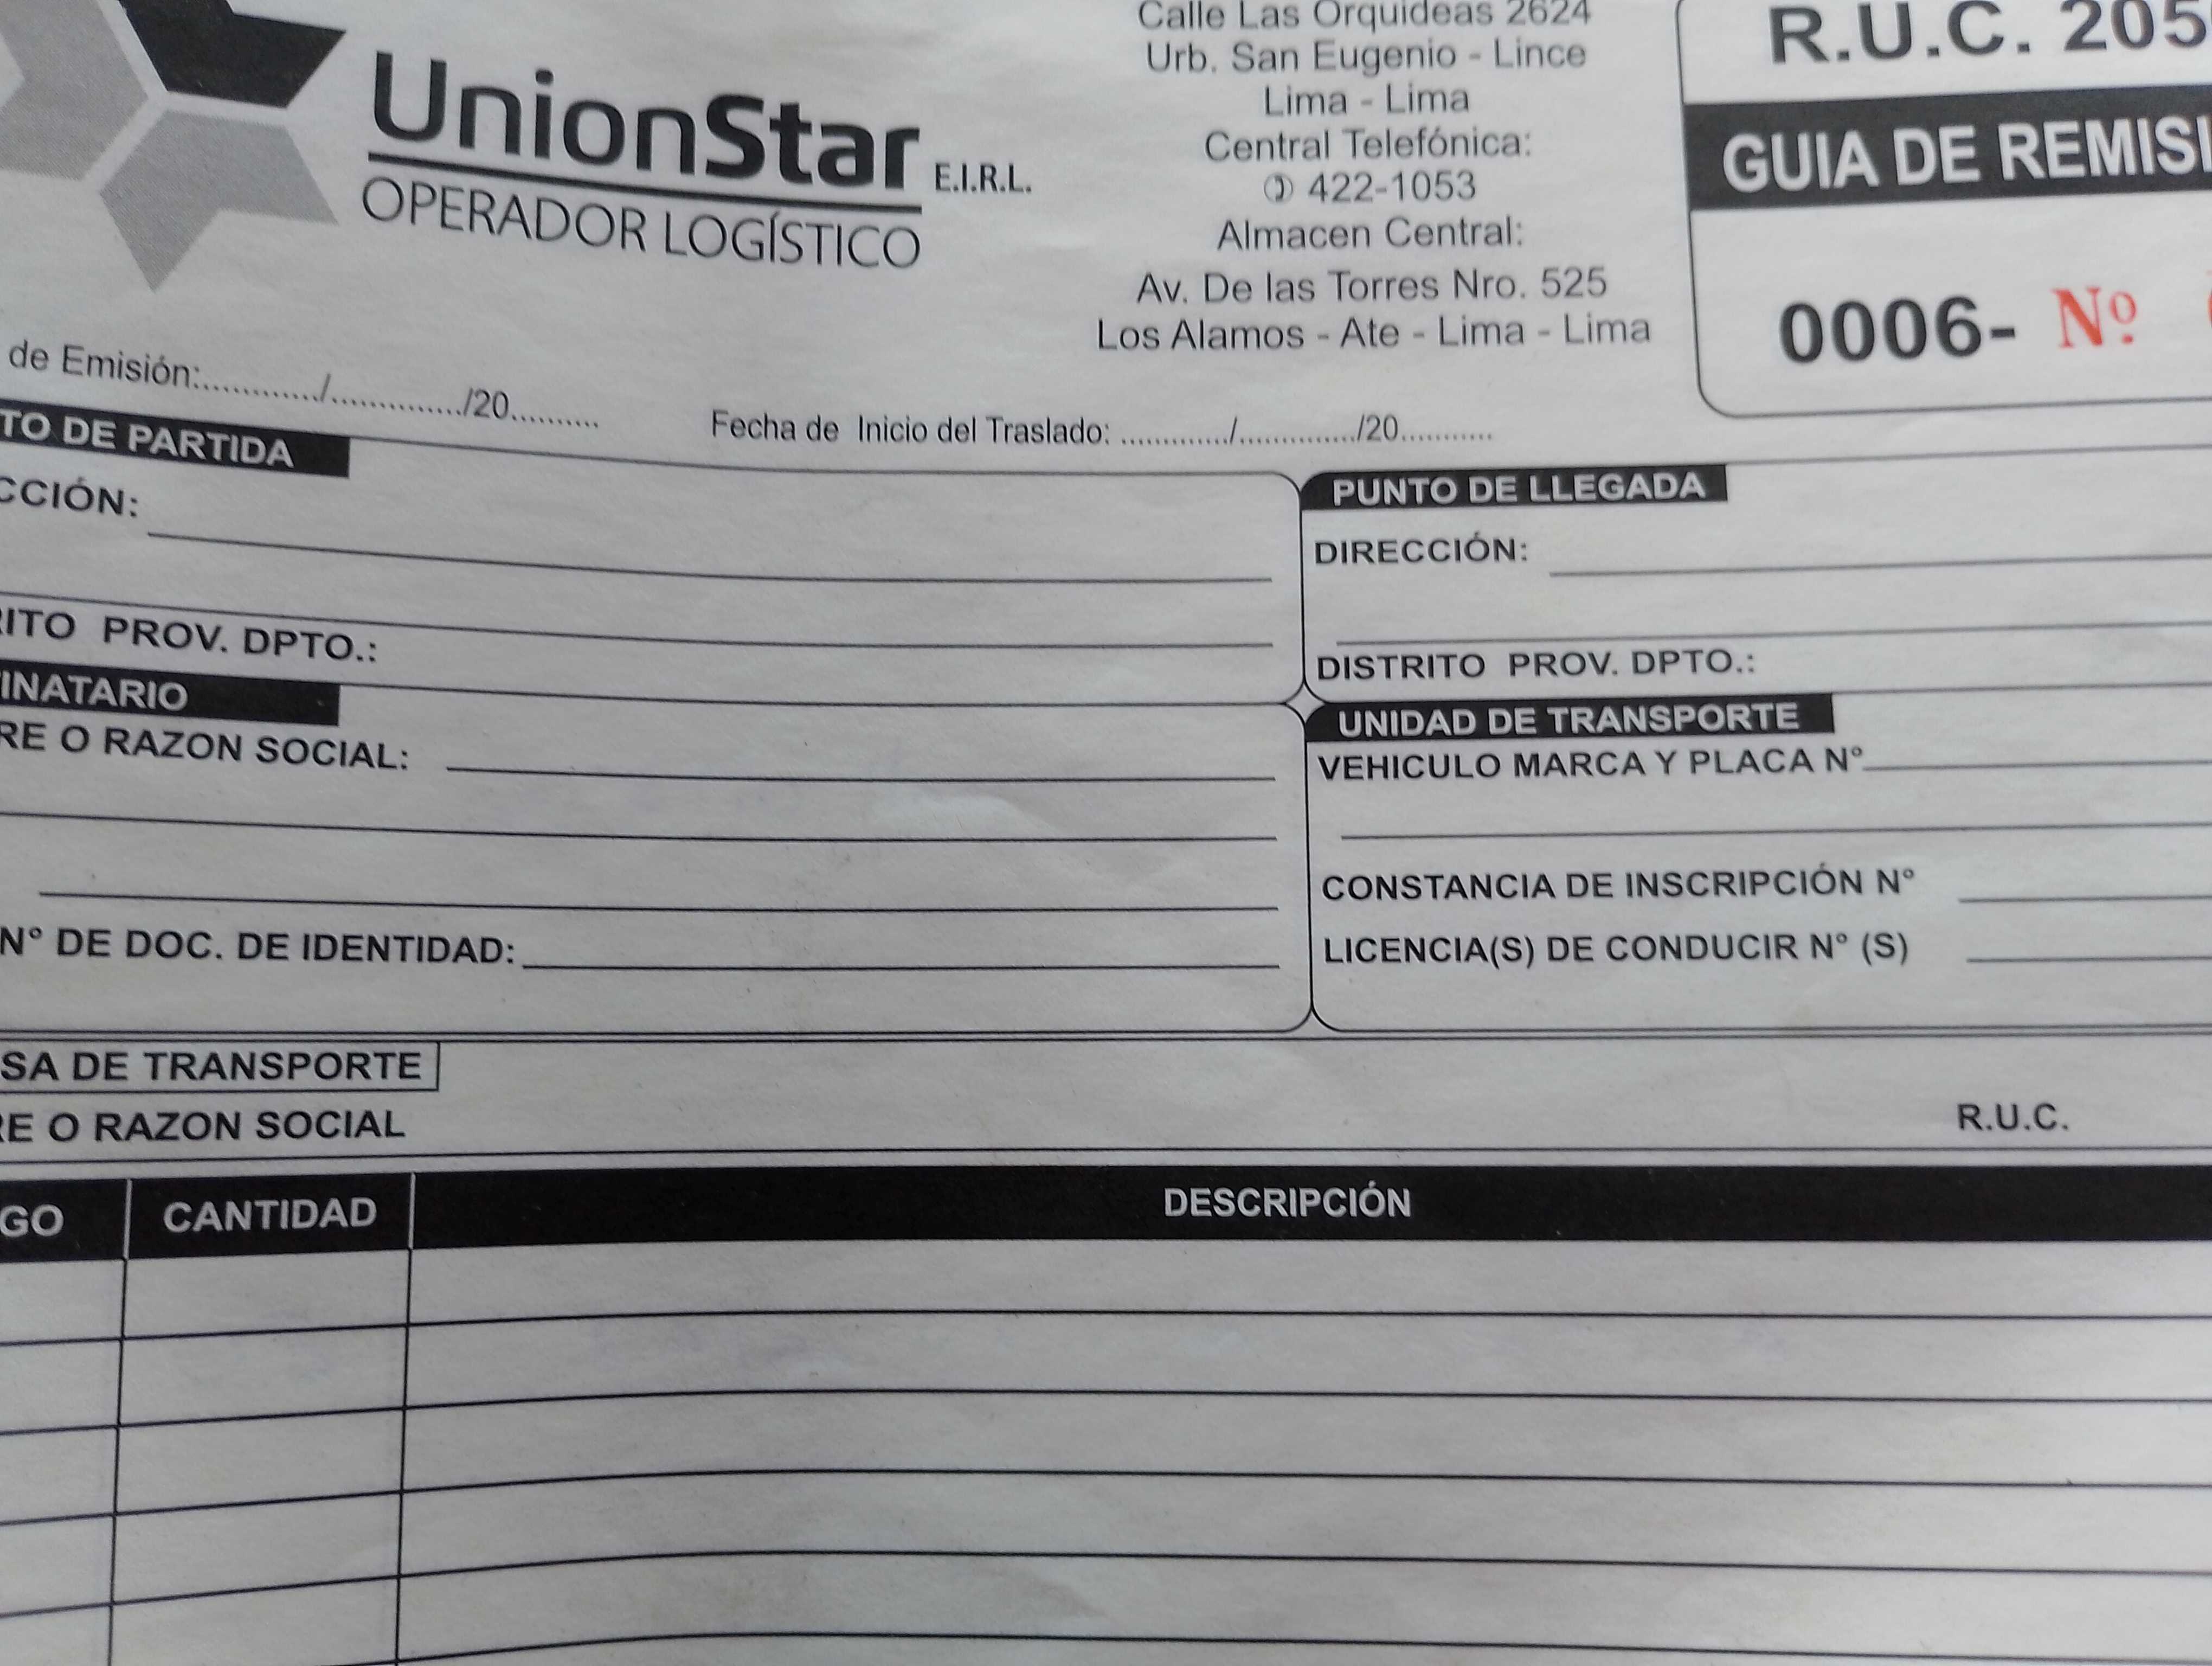 Calle Las Orquideas 2624
Urb. San Eugenio - Lince
Lima - Lima
Central Telefónica:
422-1053
Almacen Central:
Av. De las Torres Nro. 525
Los Alamos - Ate - Lima - Lima
UnionStar E.I.R.L.
OPERADOR LOGÍSTICO
R.U.C. 205
GUIA DE REMISI
0006- Nº
de Emisión:............/............../20..........
Fecha de Inicio del Traslado: ............./............../20...........
TO DE PARTIDA
CCIÓN:
RITO PROV. DPTO.:
PUNTO DE LLEGADA
DIRECCIÓN:
DISTRITO PROV. DPTO.:
INATARIO
RE O RAZON SOCIAL:
N° DE DOC. DE IDENTIDAD:
UNIDAD DE TRANSPORTE
VEHICULO MARCA Y PLACA N°
CONSTANCIA DE INSCRIPCIÓN N°
LICENCIA(S) DE CONDUCIR N° (S)
SA DE TRANSPORTE
RE O RAZON SOCIAL R.U.C.
GO CANTIDAD DESCRIPCIÓN